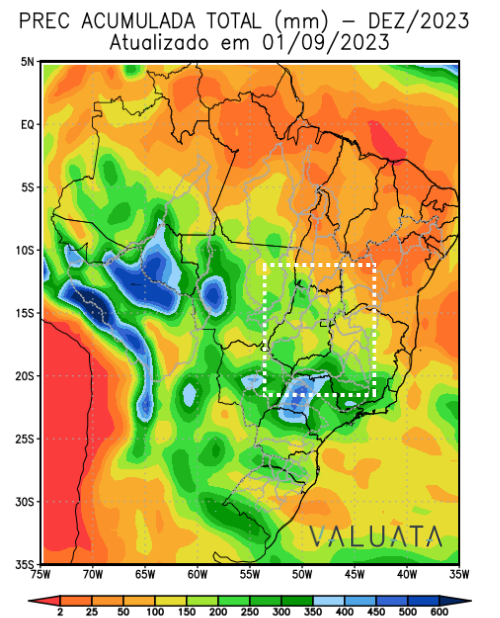 PREC ACUMULADA TOTAL (mm) – DEZ/2023
Atualizado em 01/09/2023
5N
EQ
5S
10S
15S
20S
25S
30S
35S
VALUATA
75W 70W 65W 60W 55W 50W 45W 40W 35W
2 25 50 100 150 200 250 300 350 400 450 500 600